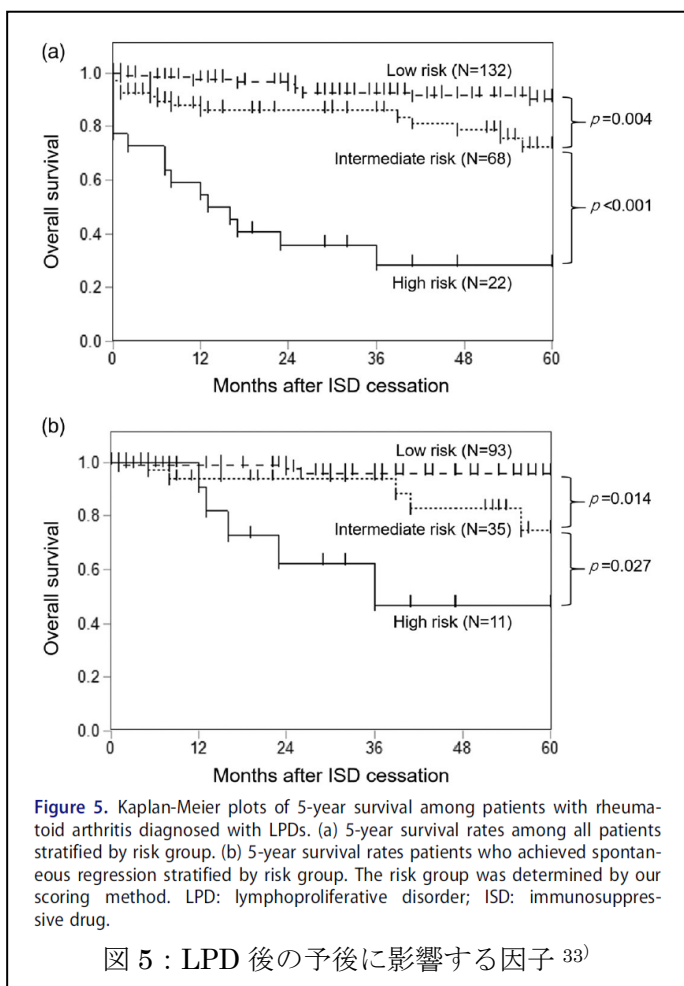 (a)
1.0
0.8
0.6
0.4
0.2
0.0
Overall survival
Low risk (N=132)
Intermediate risk (N=68)
High risk (N=22)
p=0.004
p<0.001
0 12 24 36 48 60
Months after ISD cessation
(b)
1.0
0.8
0.6
0.4
0.2
0.0
Overall survival
Low risk (N=93)
Intermediate risk (N=35)
High risk (N=11)
p=0.014
p=0.027
0 12 24 36 48 60
Months after ISD cessation
Figure 5. Kaplan-Meier plots of 5-year survival among patients with rheuma-
toid arthritis diagnosed with LPDs. (a) 5-year survival rates among all patients
stratified by risk group. (b) 5-year survival rates patients who achieved spontan-
eous regression stratified by risk group. The risk group was determined by our
scoring method. LPD: lymphoproliferative disorder; ISD: immunosuppres-
sive drug.
図 5：LPD 後の予後に影響する因子 33)